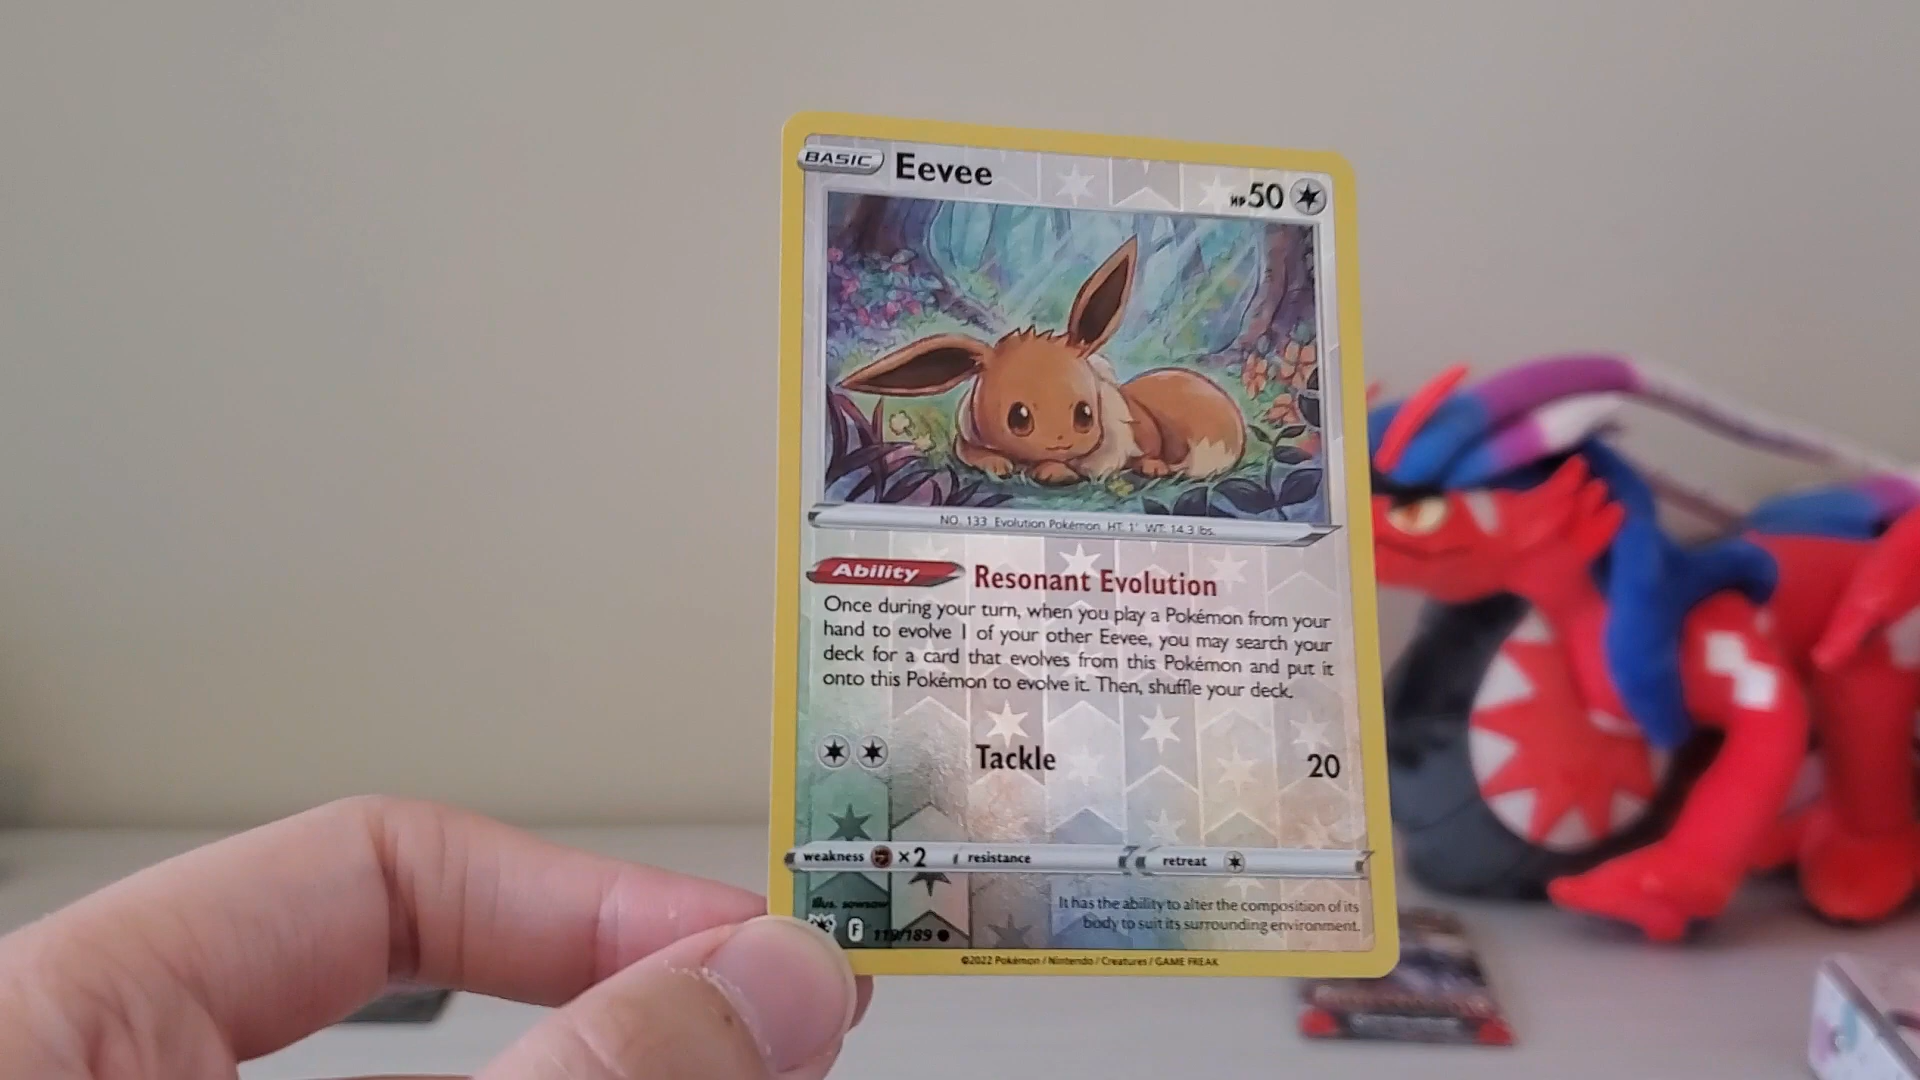 BASIC Eevee HP50
NO. 133 Evolution Pokémon HT: 1' WT: 14.3 lbs.
Ability Resonant Evolution
Once during your turn, when you play a Pokémon from your
hand to evolve 1 of your other Eevee, you may search your
deck for a card that evolves from this Pokémon and put it
onto this Pokémon to evolve it. Then, shuffle your deck.
Tackle 20
weakness ×2 resistance retreat
Illus. sowsow
It has the ability to alter the composition of its
body to suit its surrounding environment.
F 119/189
©2022 Pokémon / Nintendo / Creatures / GAME FREAK